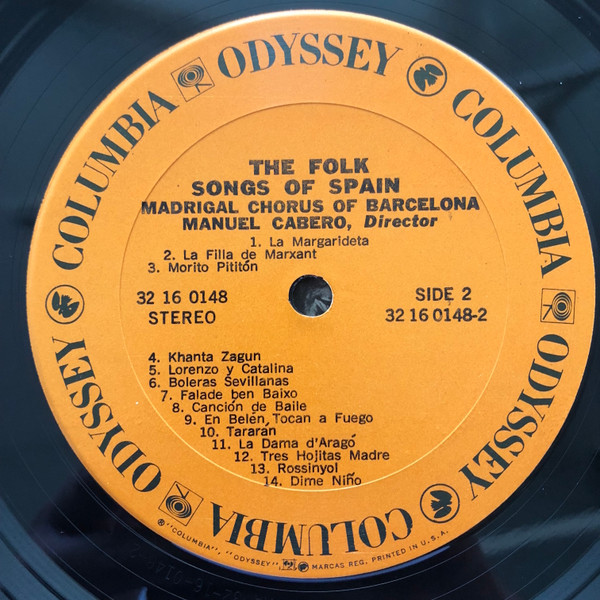 COLUMBIA ODYSSEY COLUMBIA ODYSSEY COLUMBIA ODYSSEY
THE FOLK
SONGS OF SPAIN
MADRIGAL CHORUS OF BARCELONA
MANUEL CABERO, Director
1. La Margarideta
2. La Filla de Marxant
3. Morito Pititón
32 16 0148
STEREO
SIDE 2
32 16 0148-2
4. Khanta Zagun
5. Lorenzo y Catalina
6. Boleras Sevillanas
7. Falade ben Baixo
8. Canción de Baile
9. En Belén Tocan a Fuego
10. Tararán
11. La Dama d'Aragó
12. Tres Hojitas Madre
13. Rossinyol
14. Dime Niño
® "COLUMBIA", "ODYSSEY", MARCAS REG. PRINTED IN U.S.A.